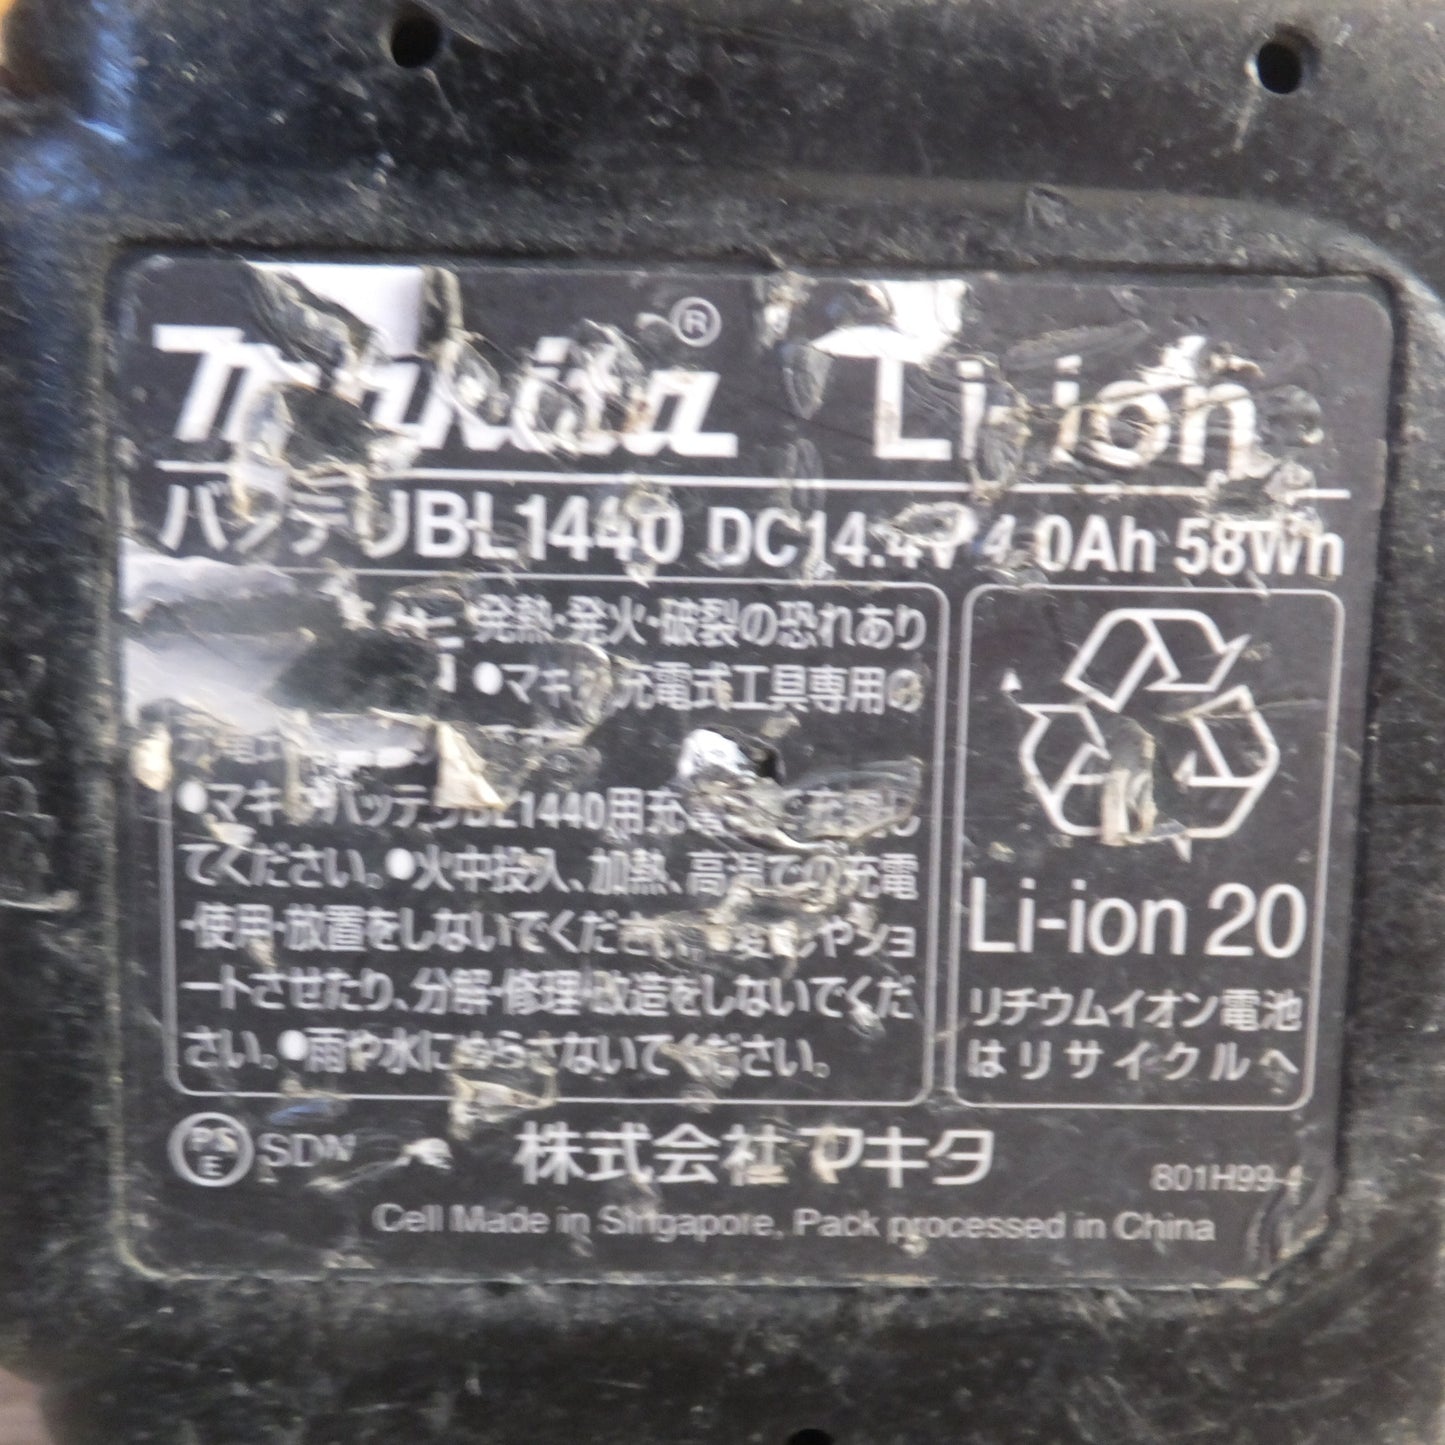 makita® Li-ion
バッテリBL1440 DC14.4V 4.0Ah 58Wh
発熱・発火・破裂の恐れあり
●マキタ充電式工具専用の
●マキタバッテリBL1440用充電器で充電し
てください。●火中投入、加熱、高温での充電
・使用・放置をしないでください。
ートさせたり、分解・修理・改造をしないでくだ
さい。●雨や水にぬらさないでください。
Li-ion 20
リチウムイオン電池
はリサイクルへ
PSE SDN
株式会社マキタ
801H99-4
Cell Made in Singapore, Pack processed in China